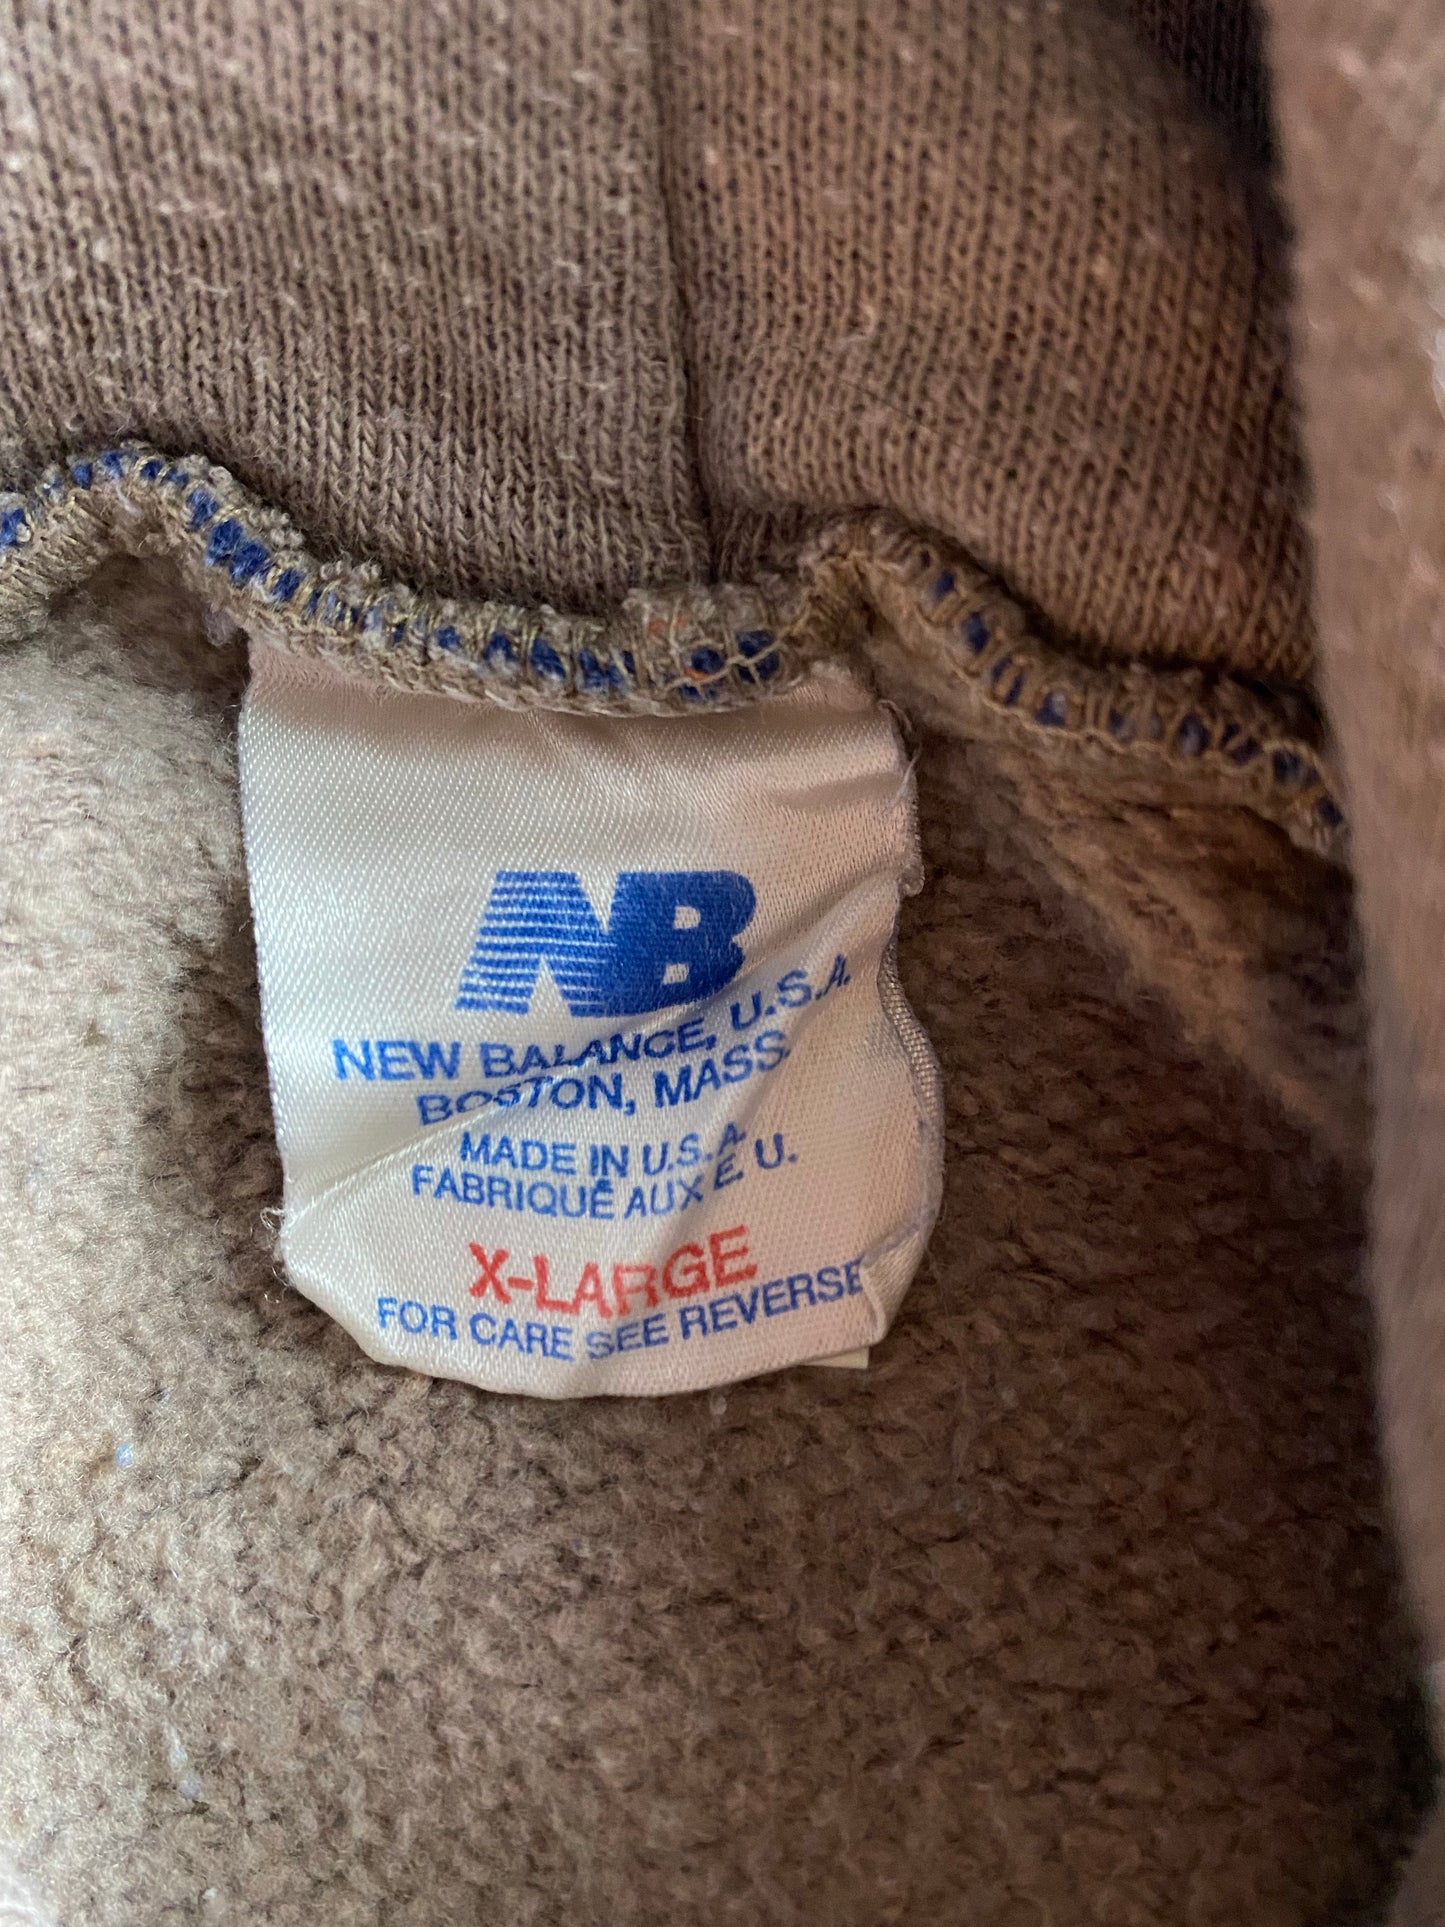 NB
NEW BALANCE, U.S.A.
BOSTON, MASS.
MADE IN U.S.A.
FABRIQUÉ AUX E. U.
X-LARGE
FOR CARE SEE REVERSE